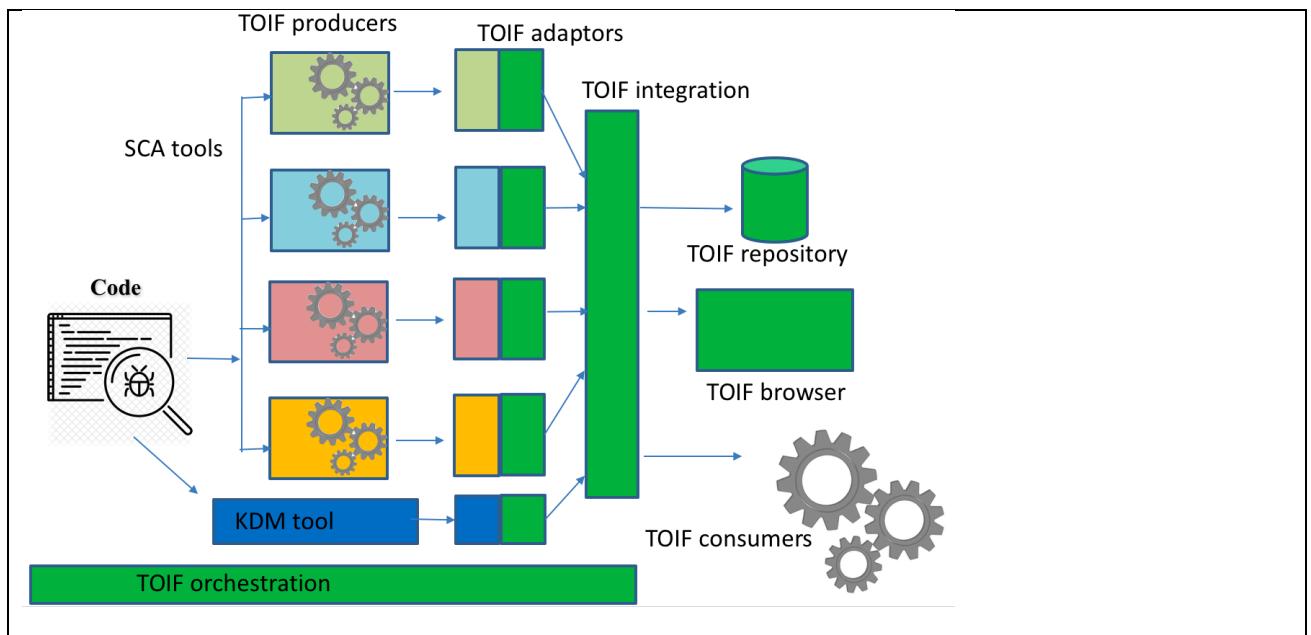 TOIF producers
TOIF adaptors
TOIF integration
SCA tools
TOIF repository
Code
TOIF browser
KDM tool
TOIF consumers
TOIF orchestration